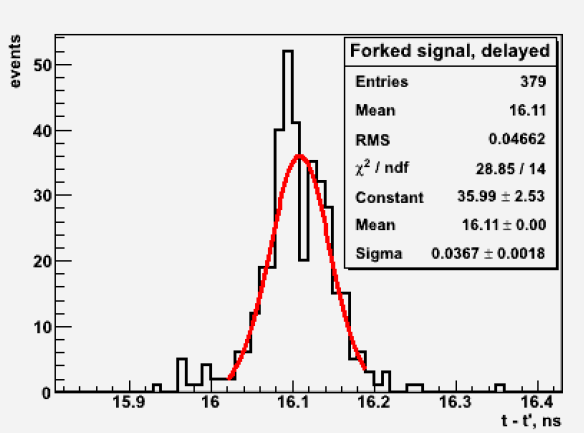 events
50
40
30
20
10
0
15.9 16 16.1 16.2 16.3 16.4
t - t', ns
Forked signal, delayed
Entries 379
Mean 16.11
RMS 0.04662
χ² / ndf 28.85 / 14
Constant 35.99 ± 2.53
Mean 16.11 ± 0.00
Sigma 0.0367 ± 0.0018